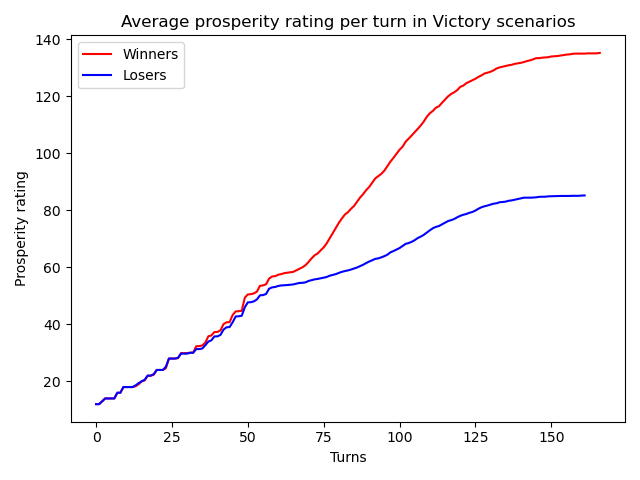 Average prosperity rating per turn in Victory scenarios
Winners
Losers
Prosperity rating
140
120
100
80
60
40
20
0
25
50
75
100
125
150
Turns